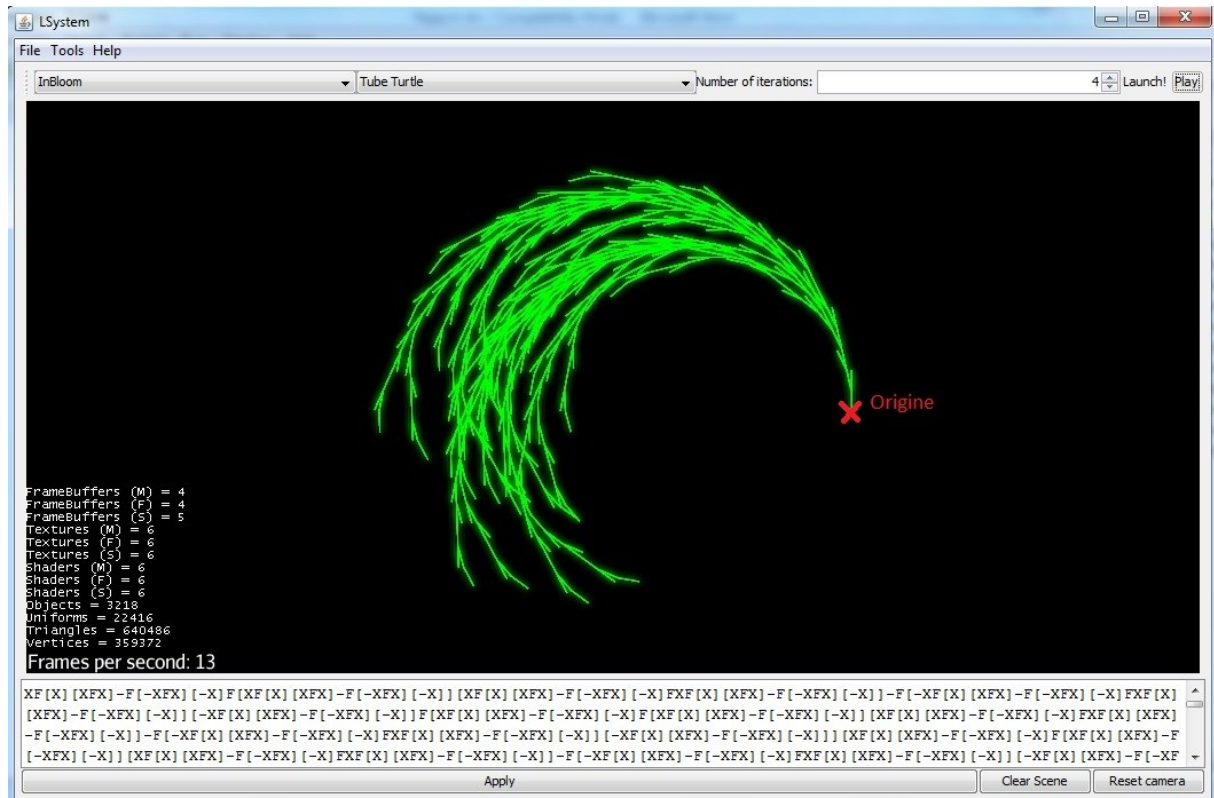 LSystem
File Tools Help
InBloom Tube Turtle Number of iterations: 4 Launch! Play
Origine
FrameBuffers (M) = 4
FrameBuffers (F) = 4
FrameBuffers (S) = 5
Textures (M) = 6
Textures (F) = 6
Textures (S) = 6
Shaders (M) = 6
Shaders (F) = 6
Shaders (S) = 6
Objects = 3218
Uniforms = 22416
Triangles = 640486
Vertices = 359372
Frames per second: 13
XF[X][XFX]-F[-XFX][-X]F[XF[X][XFX]-F[-XFX][-X]][XF[X][XFX]-F[-XFX][-X]FXF[X][XFX]-F[-XFX][-X]]-F[-XF[X][XFX]-F[-XFX][-X]FXF[X]
[XFX]-F[-XFX][-X]][-XF[X][XFX]-F[-XFX][-X]]F[XF[X][XFX]-F[-XFX][-X]F[XF[X][XFX]-F[-XFX][-X]][XF[X][XFX]-F[-XFX][-X]FXF[X][XFX]
-F[-XFX][-X]]-F[-XF[X][XFX]-F[-XFX][-X]FXF[X][XFX]-F[-XFX][-X]][-XF[X][XFX]-F[-XFX][-X]]][XF[X][XFX]-F[-XFX][-X]F[XF[X][XFX]-F
[-XFX][-X]][XF[X][XFX]-F[-XFX][-X]FXF[X][XFX]-F[-XFX][-X]]-F[-XF[X][XFX]-F[-XFX][-X]FXF[X][XFX]-F[-XFX][-X]][-XF[X][XFX]-F[-XF
Apply Clear Scene Reset camera